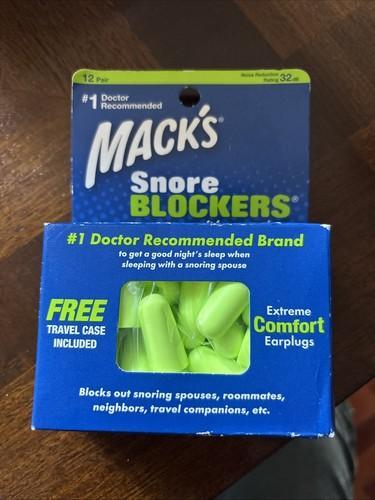 12 Pair
Noise Reduction
Rating 32 dB
#1 Doctor
Recommended
MACK'S®
Snore
BLOCKERS®
#1 Doctor Recommended Brand
to get a good night's sleep when
sleeping with a snoring spouse
FREE
TRAVEL CASE
INCLUDED
Extreme
Comfort
Earplugs
Blocks out snoring spouses, roommates,
neighbors, travel companions, etc.